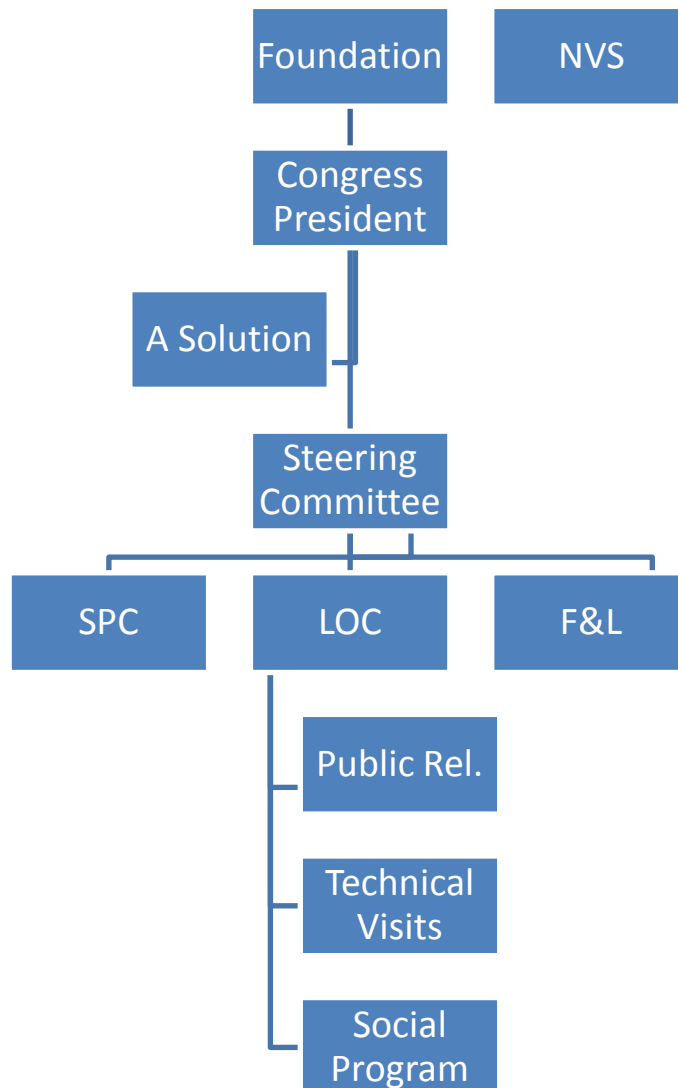 Foundation
NVS
Congress
President
A Solution
Steering
Committee
SPC
LOC
F&L
Public Rel.
Technical
Visits
Social
Program